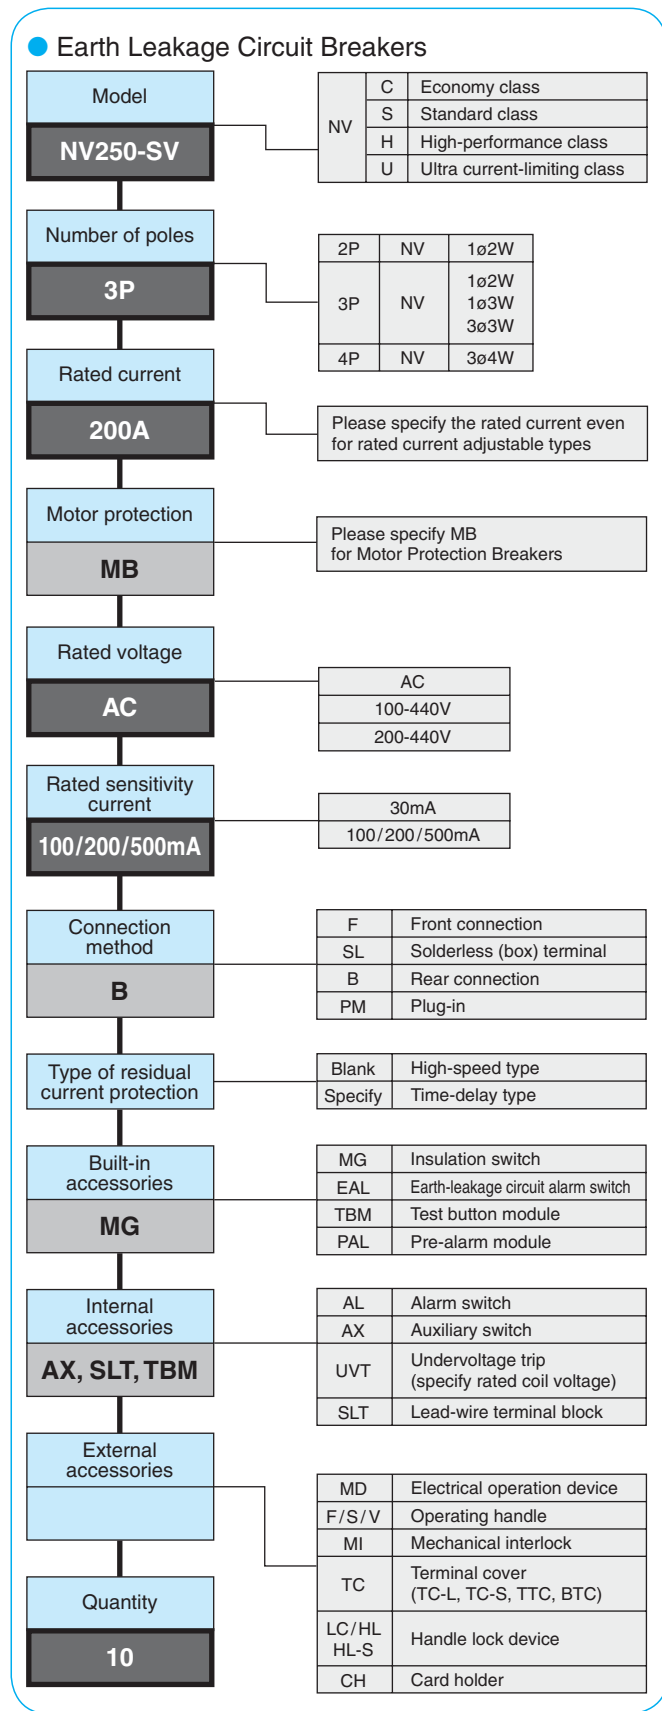 Earth Leakage Circuit Breakers
Model
NV250-SV
NV
C Economy class
S Standard class
H High-performance class
U Ultra current-limiting class
Number of poles
3P
2P NV 1ø2W
3P NV 1ø2W
1ø3W
3ø3W
4P NV 3ø4W
Rated current
200A
Please specify the rated current even
for rated current adjustable types
Motor protection
MB
Please specify MB
for Motor Protection Breakers
Rated voltage
AC
AC
100-440V
200-440V
Rated sensitivity
current
100/200/500mA
30mA
100/200/500mA
Connection
method
B
F Front connection
SL Solderless (box) terminal
B Rear connection
PM Plug-in
Type of residual
current protection
Blank High-speed type
Specify Time-delay type
Built-in
accessories
MG
MG Insulation switch
EAL Earth-leakage circuit alarm switch
TBM Test button module
PAL Pre-alarm module
Internal
accessories
AX, SLT, TBM
AL Alarm switch
AX Auxiliary switch
UVT Undervoltage trip
(specify rated coil voltage)
SLT Lead-wire terminal block
External
accessories
MD Electrical operation device
F/S/V Operating handle
MI Mechanical interlock
TC Terminal cover
(TC-L, TC-S, TTC, BTC)
LC/HL
HL-S Handle lock device
CH Card holder
Quantity
10